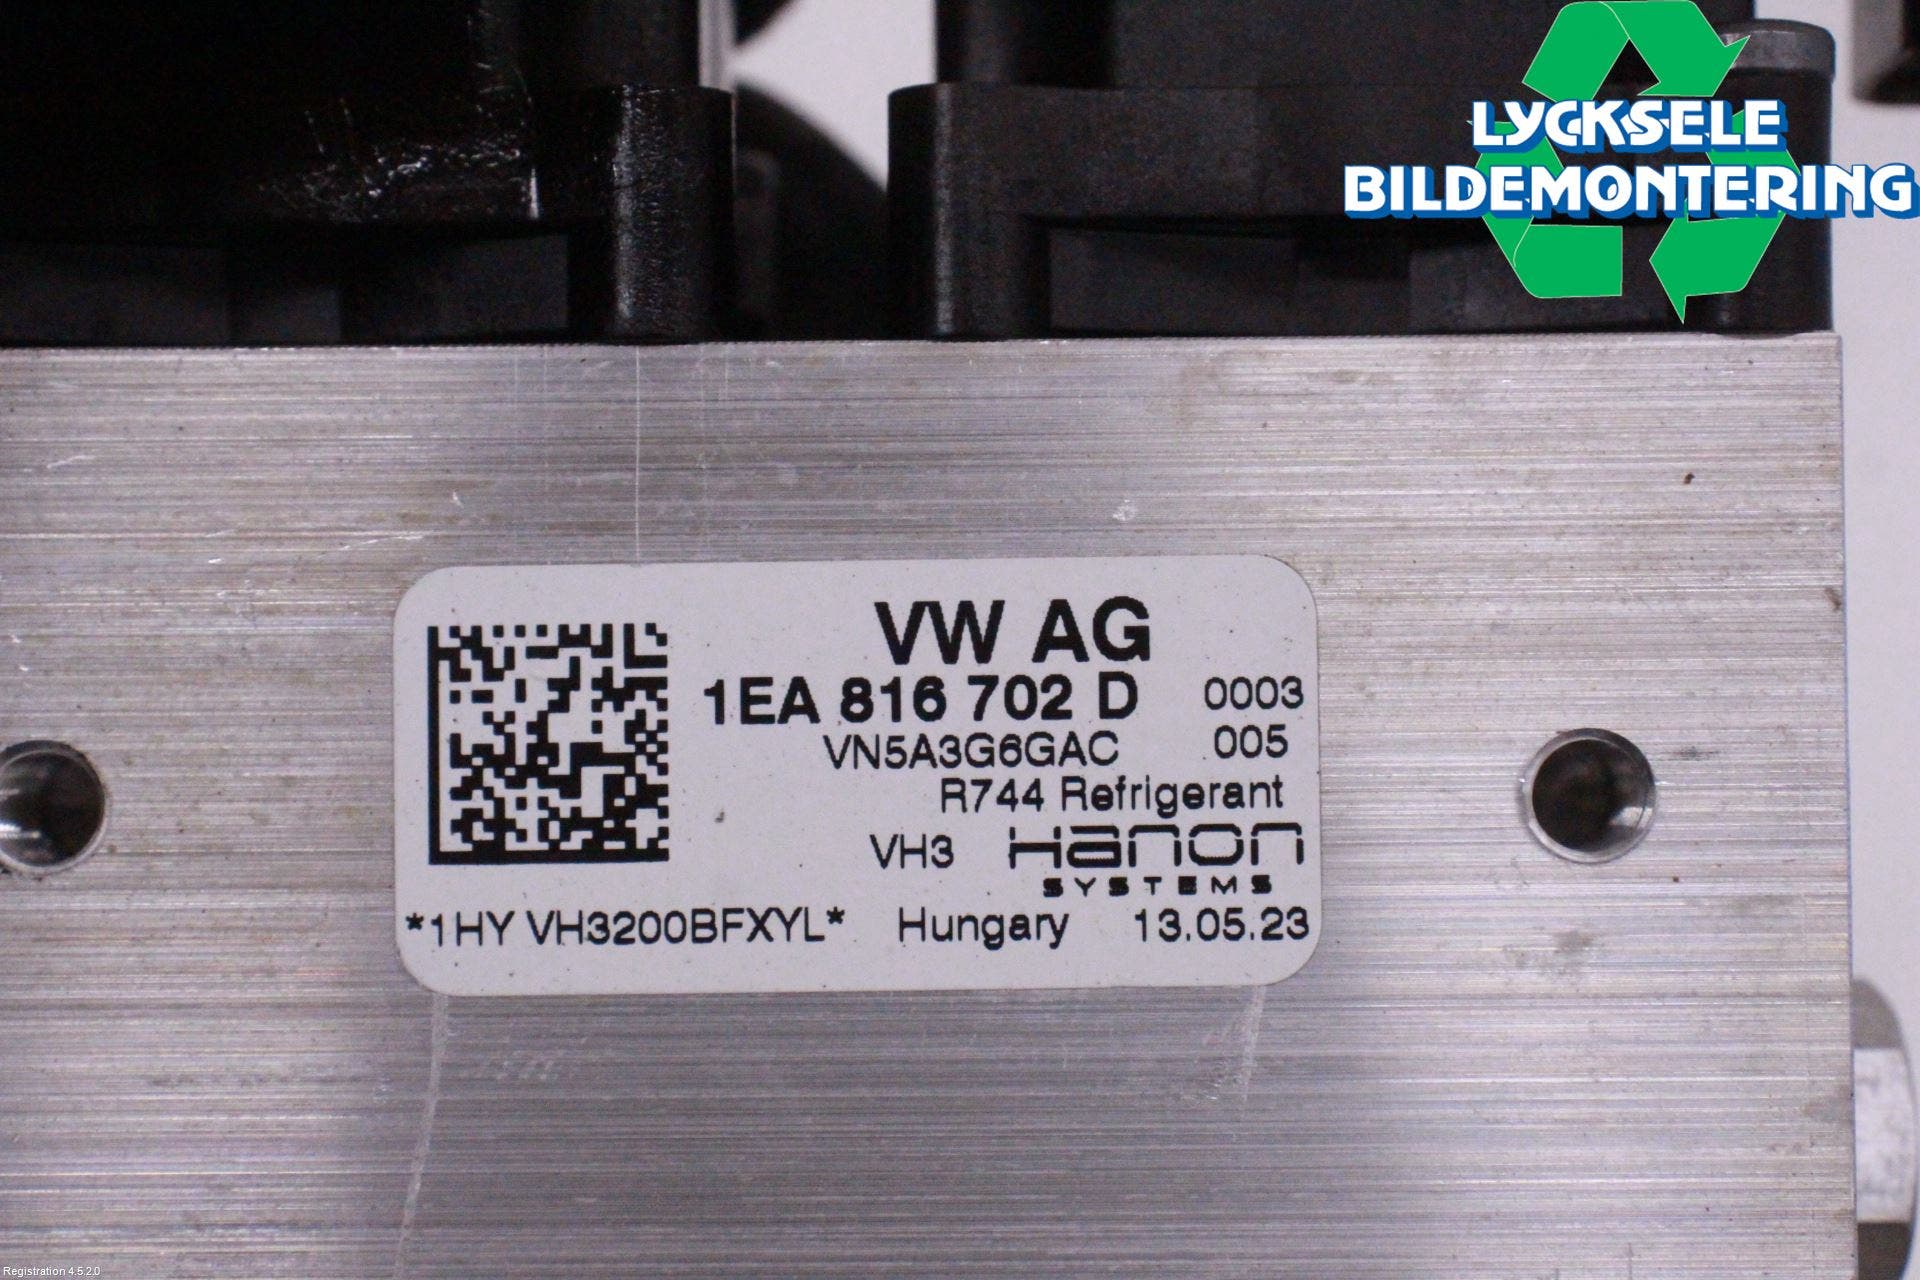 LYCKSELE
BILDEMONTERING
VW AG
1EA 816 702 D 0003
VN5A3G6GAC 005
R744 Refrigerant
VH3 Hanon
SYSTEMS
*1HY VH3200BFXYL* Hungary 13.05.23
Registration 4.5.2.0